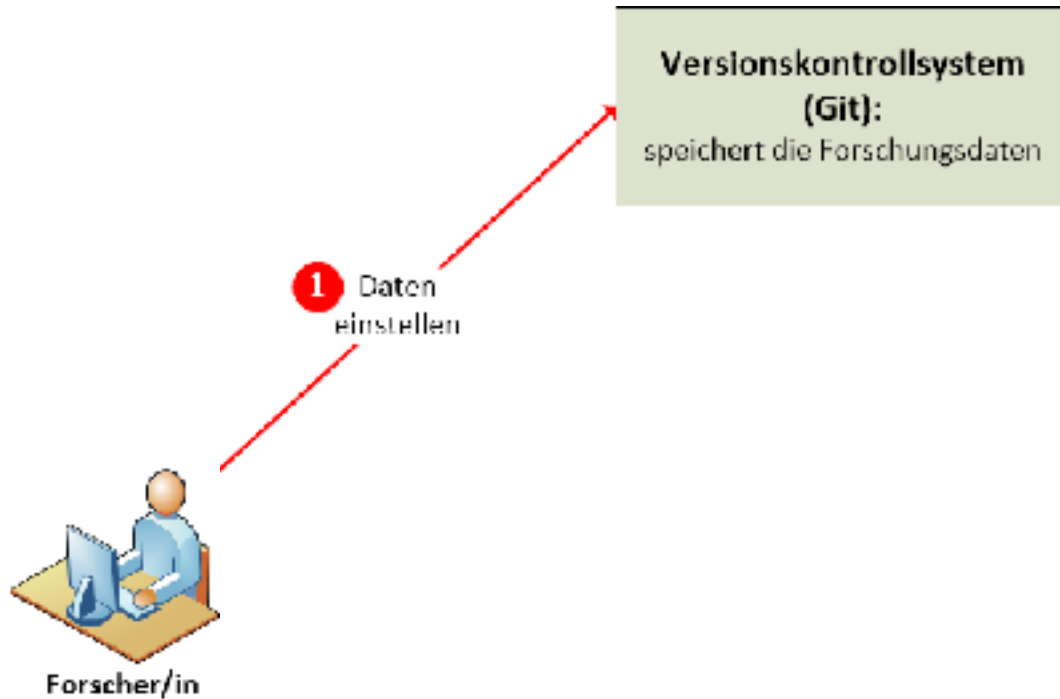 Versionskontrollsystem
(Git):
speichert die Forschungsdaten
1 Daten
einstellen
Forscher/in